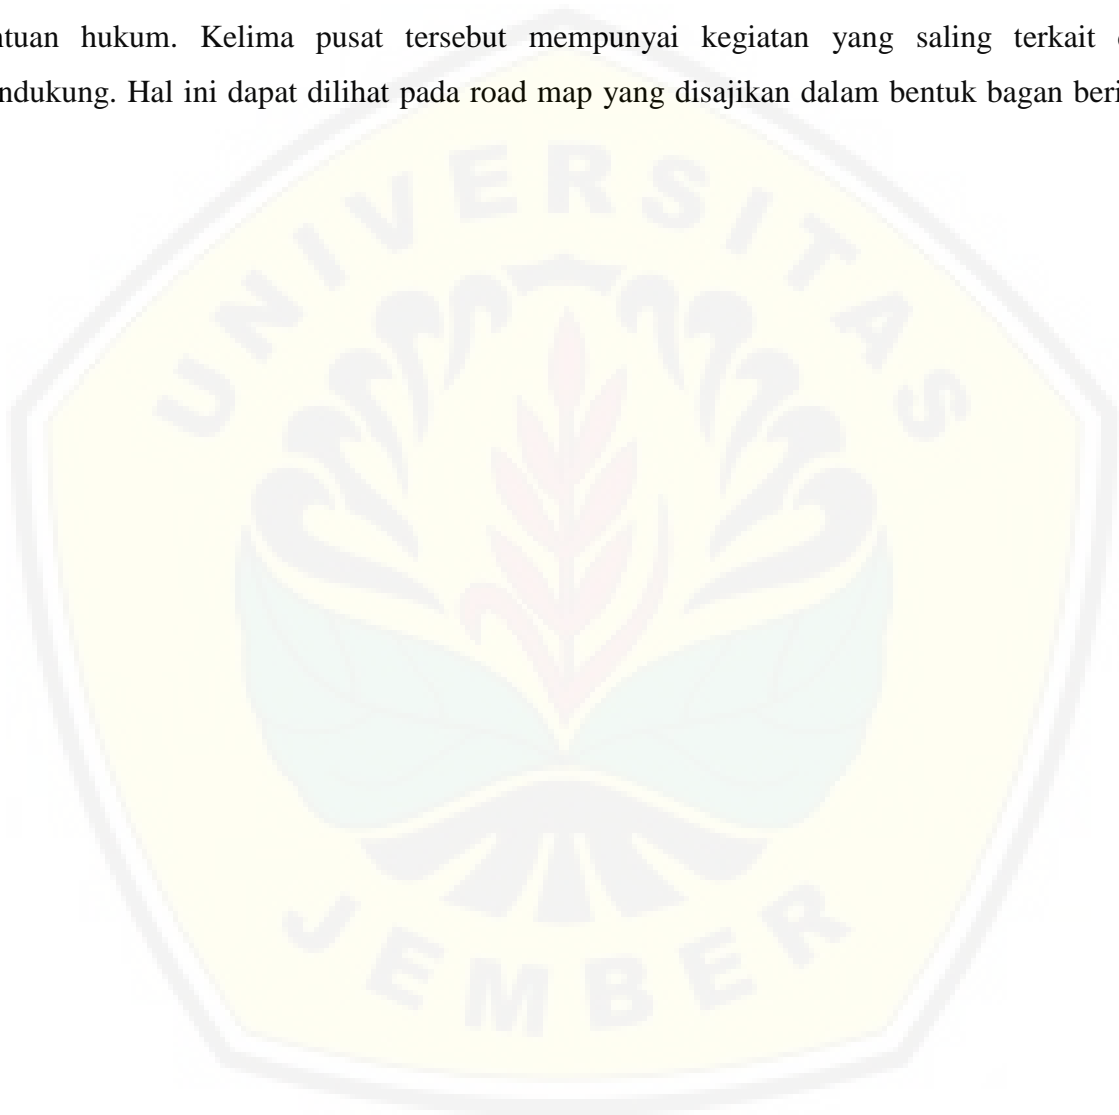 ntuan hukum. Kelima pusat tersebut mempunyai kegiatan yang saling terkait
ndukung. Hal ini dapat dilihat pada road map yang disajikan dalam bentuk bagan beri
UNIVERSITAS
JEMBER